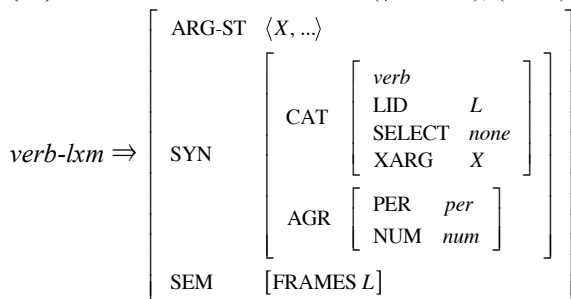 ARG-ST ⟨X, ...⟩
verb
LID L
CAT
SELECT none
verb-lxm ⇒ SYN
XARG X
PER per
AGR
NUM num
SEM [FRAMES L]